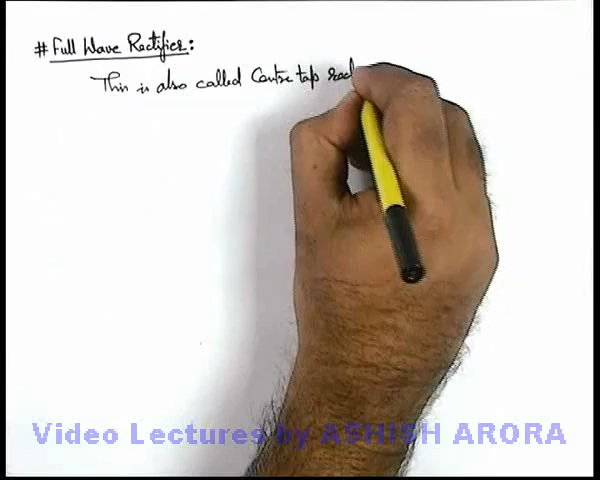 # Full Wave Rectifier :
This is also called Centre tap
Video Lectures by ASHISH ARORA